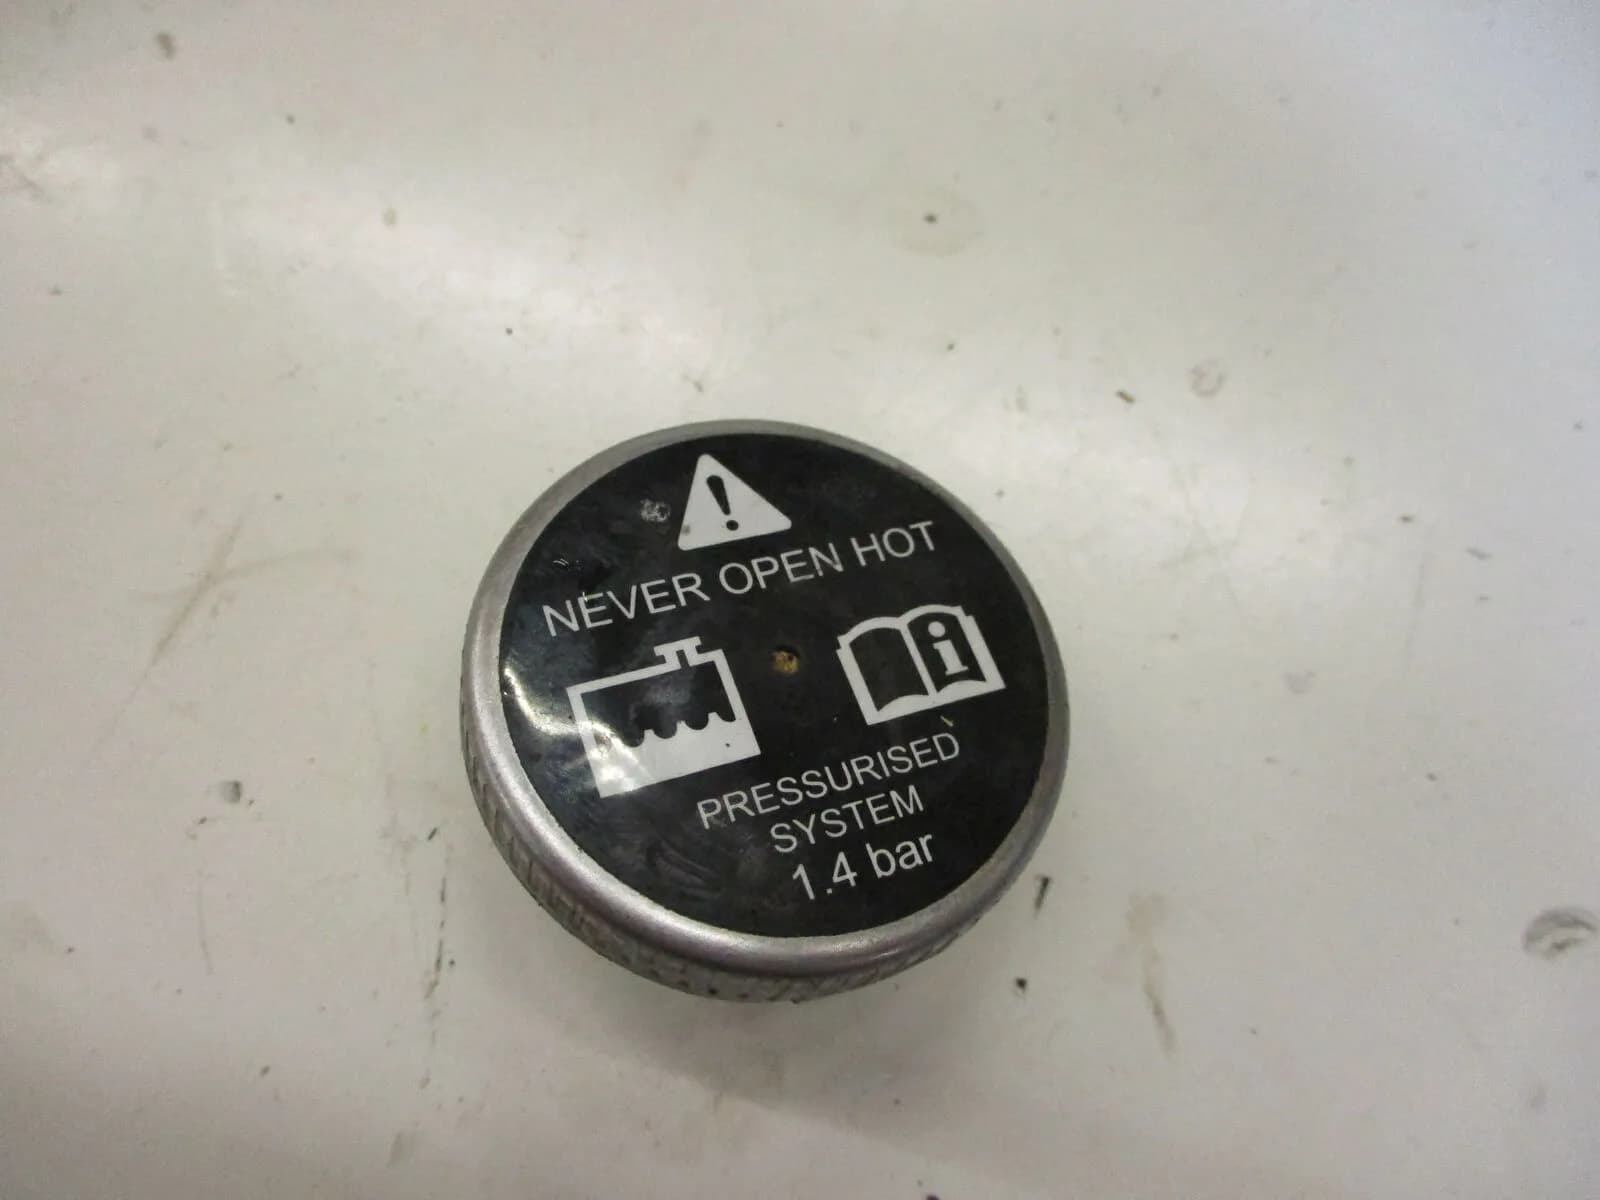 NEVER OPEN HOT
PRESSURISED
SYSTEM
1.4 bar